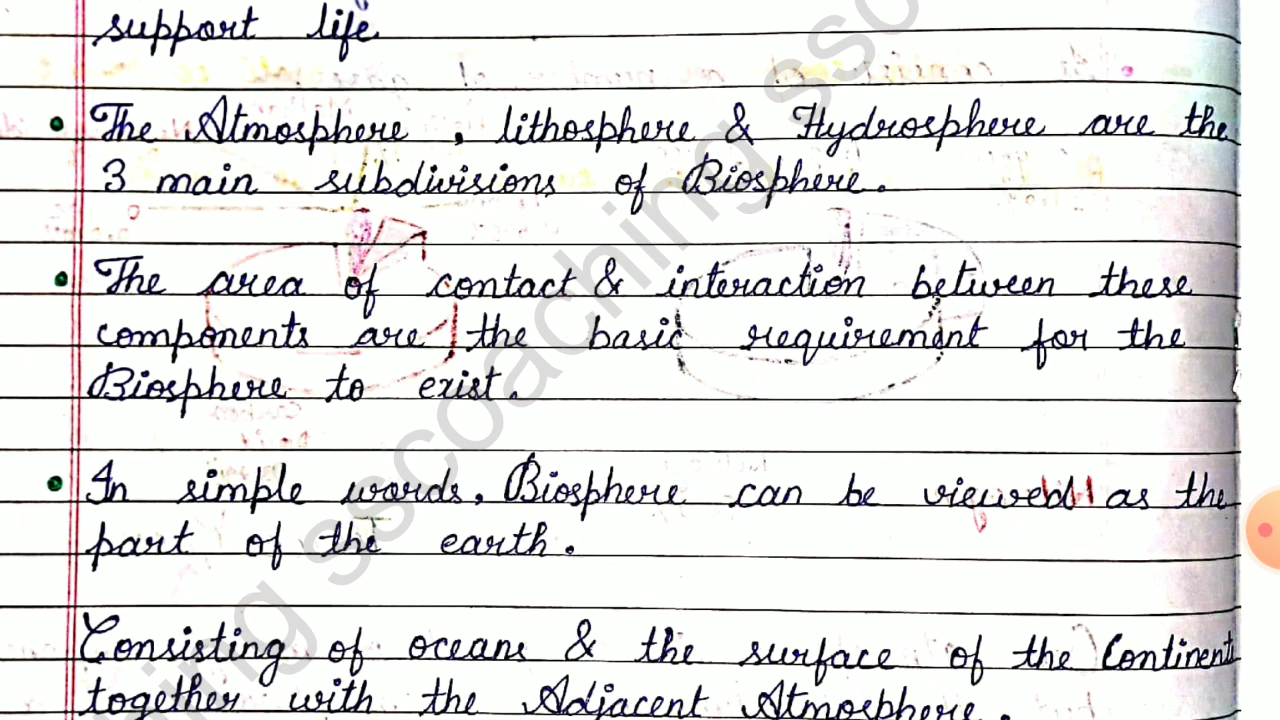 support life.
• The Atmosphere, lithosphere & Hydrosphere are the
3 main subdivisions of Biosphere.
• The area of contact & interaction between these
components are the basic requirement for the
Biosphere to exist.
• In simple words, Biosphere can be viewed as the
part of the earth.
Consisting of oceans & the surface of the Continent
together with the Adjacent Atmosphere.
sscoaching